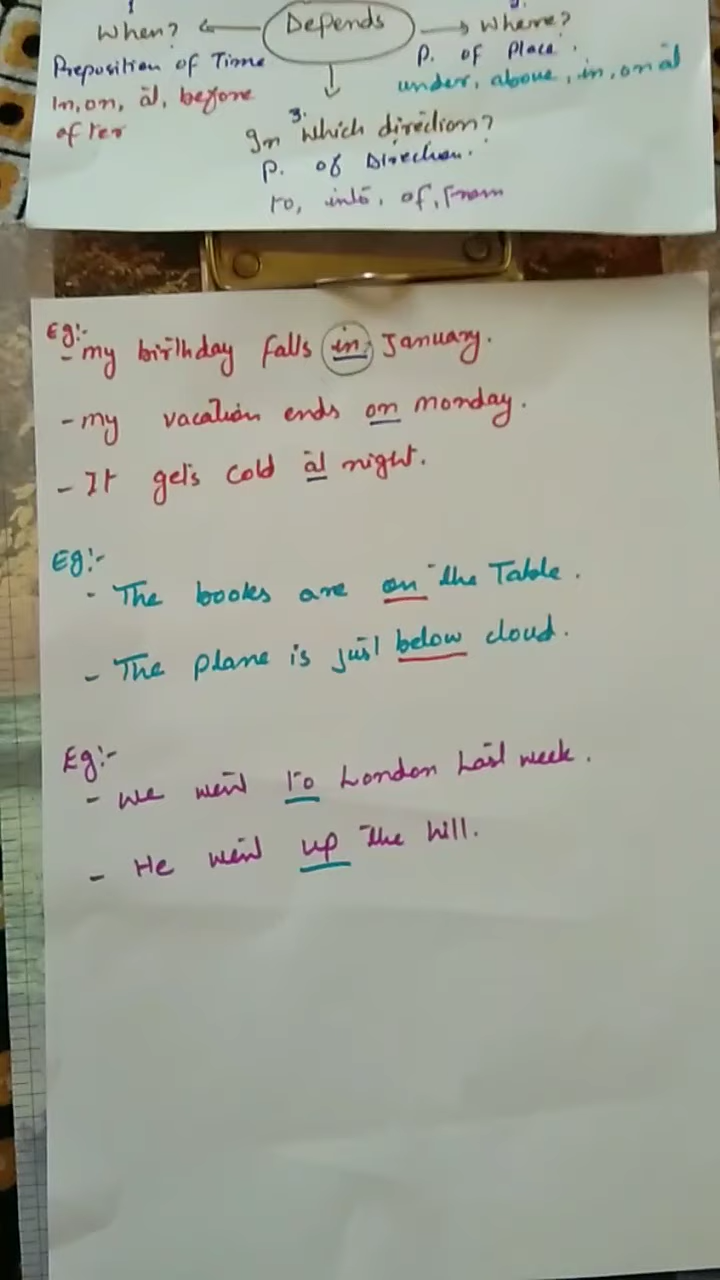 1 2.
When? Depends Where?
Preposition of Time P. of Place.
In, on, at, before under, above, in, on at
after
3.
In which direction?
P. of Direction.
to, into, of, From
Eg:-
- my birthday falls in January.
- my vacation ends on monday.
- It gets cold at night.
Eg:-
- The books are on the Table.
- The plane is just below cloud.
Eg:-
- We went to London Last week.
- He went up the hill.